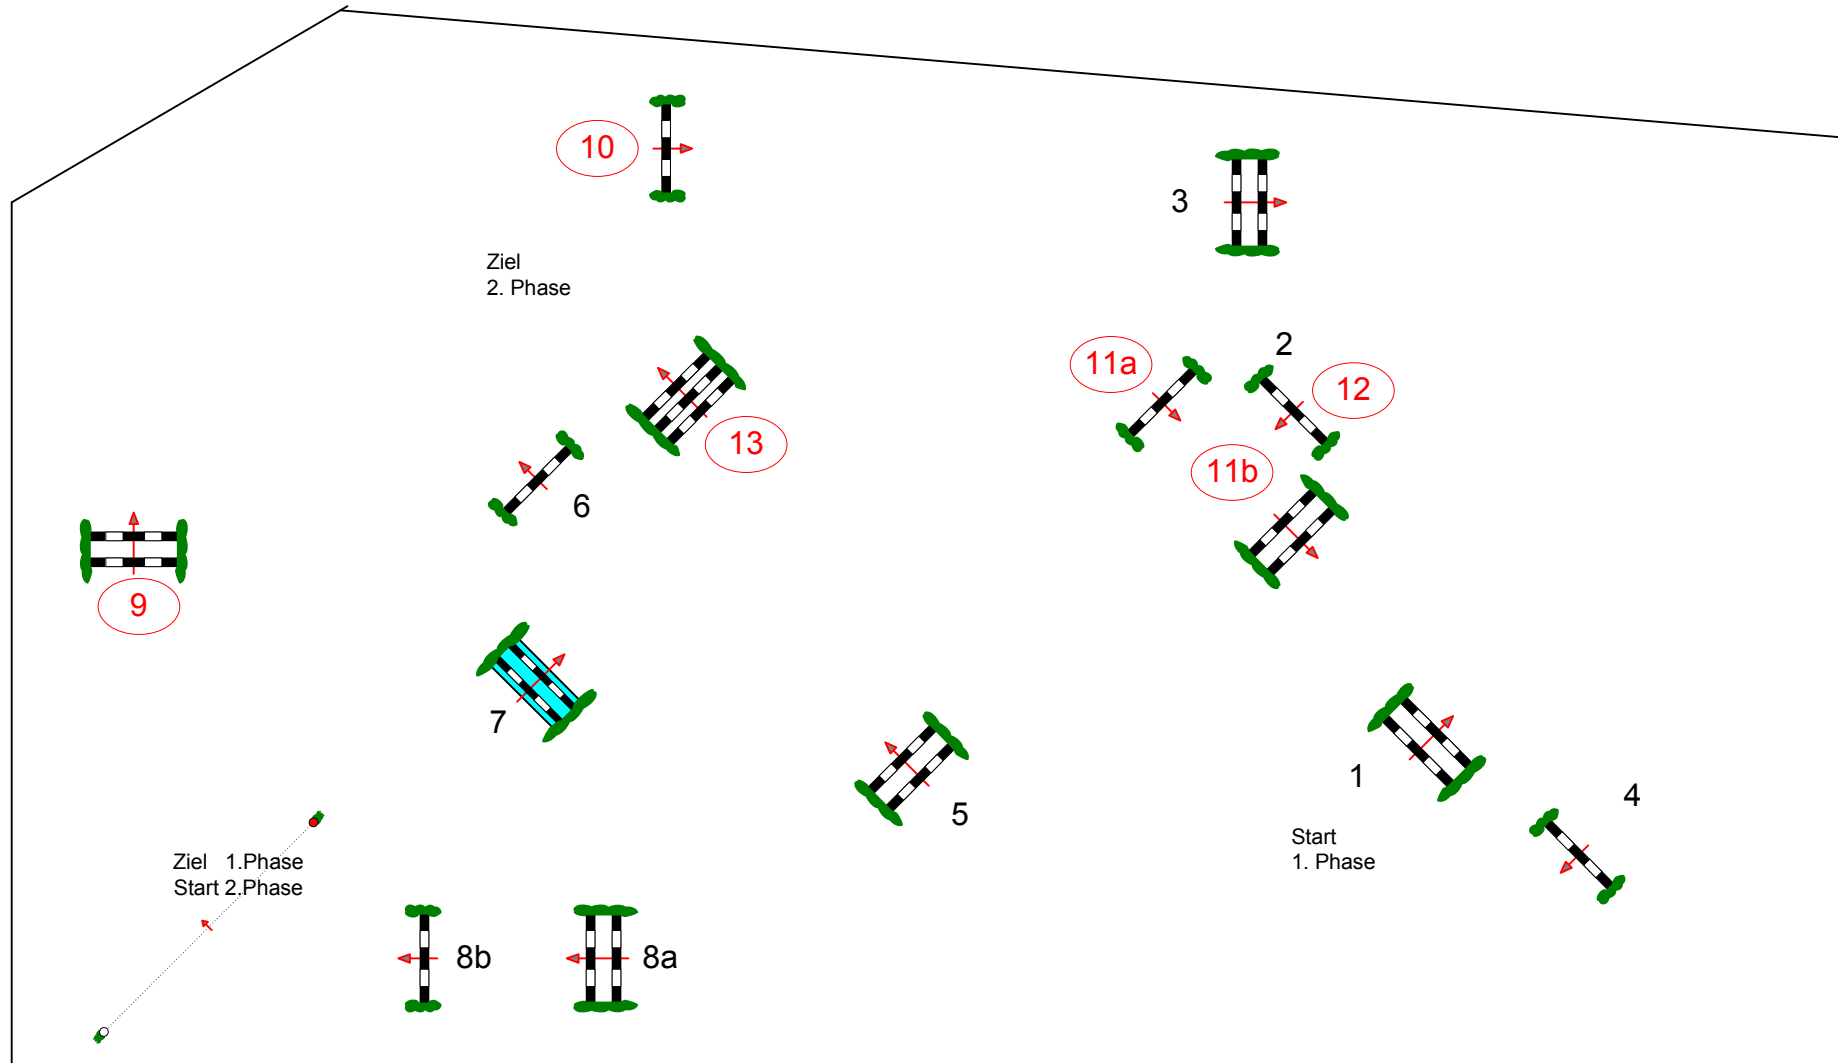 10
3
Ziel
2. Phase
2
11a
12
13
11b
6
9
7
1
4
5
Start
1. Phase
Ziel 1.Phase
Start 2.Phase
8b
8a